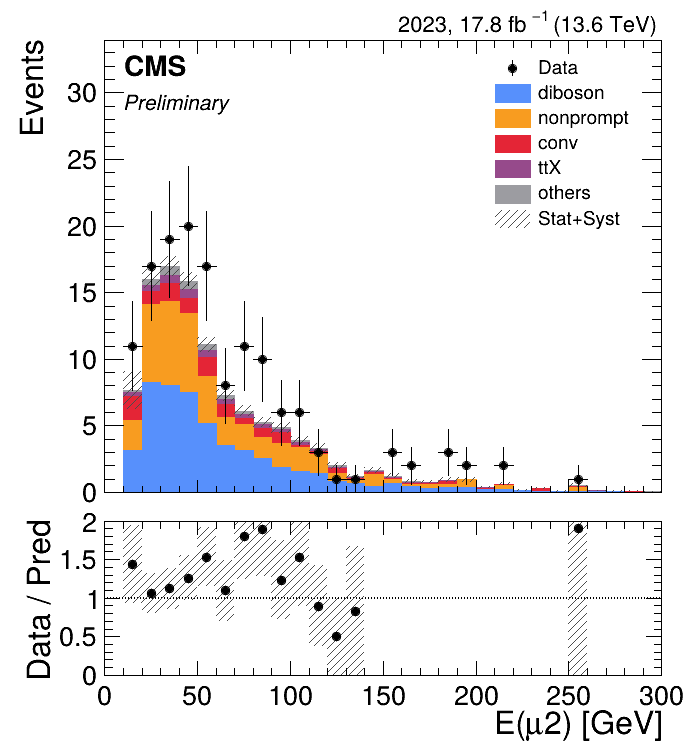 2023, 17.8 fb⁻¹ (13.6 TeV)
CMS
Preliminary
Events
30
25
20
15
10
5
0
Data
diboson
nonprompt
conv
ttX
others
Stat+Syst
Data / Pred
2
1.5
1
0.5
0
0 50 100 150 200 250 300
E(μ2) [GeV]